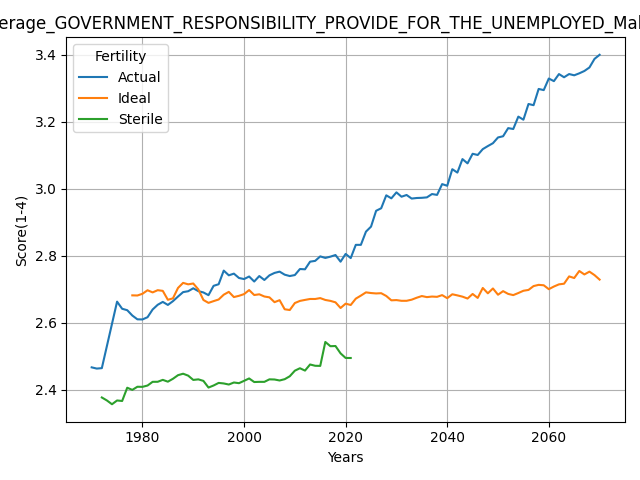 erage_GOVERNMENT_RESPONSIBILITY_PROVIDE_FOR_THE_UNEMPLOYED_Mal
Fertility
Actual
Ideal
Sterile
3.4
3.2
3.0
2.8
2.6
2.4
Score(1-4)
1980 2000 2020 2040 2060
Years